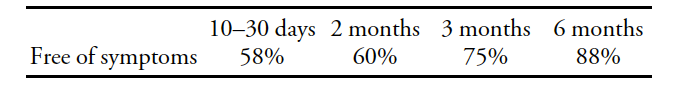 10–30 days 2 months 3 months 6 months
Free of symptoms 58% 60% 75% 88%